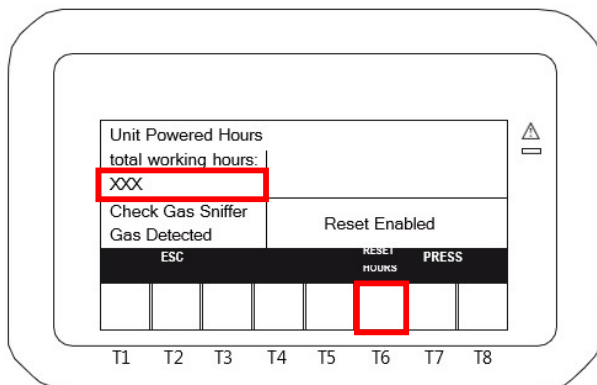 Unit Powered Hours
total working hours:
XXX
Check Gas Sniffer
Gas Detected
Reset Enabled
ESC RESET HOURS PRESS
T1 T2 T3 T4 T5 T6 T7 T8